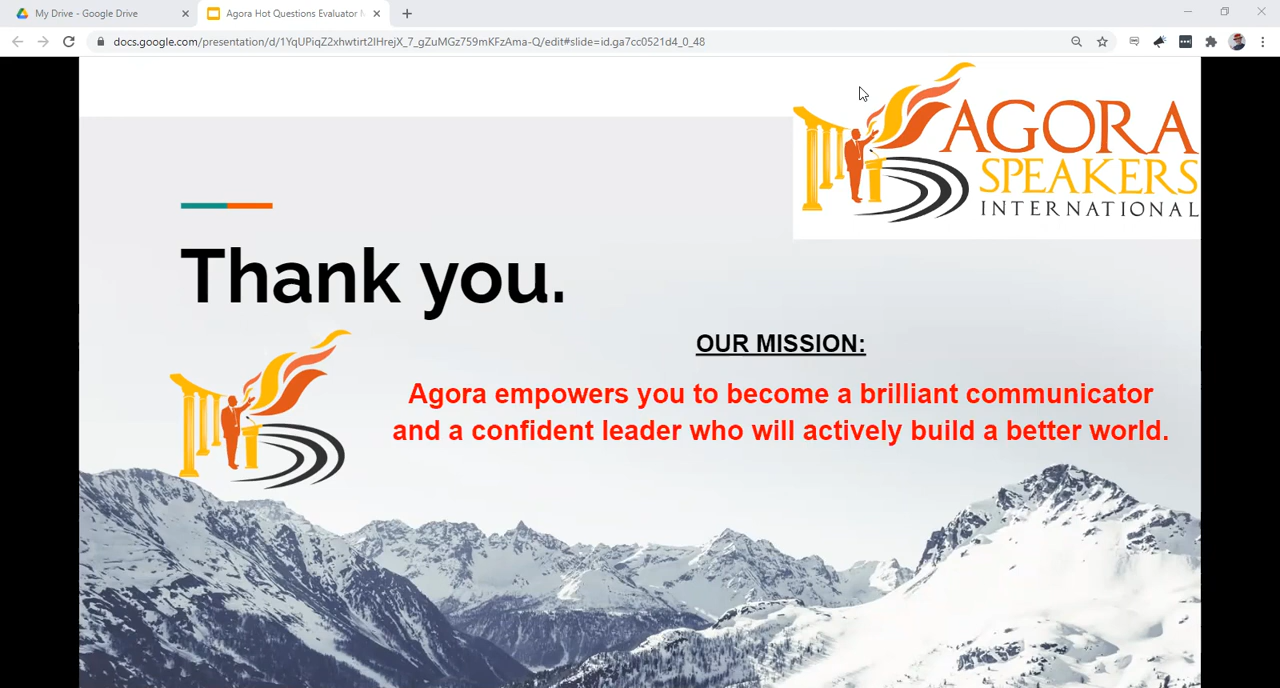 My Drive - Google Drive
Agora Hot Questions Evaluator
docs.google.com/presentation/d/1YqUPiqZ2xhwtirt2IHrejX_7_gZuMGz759mKFzAma-Q/edit#slide=id.ga7cc0521d4_0_48
AGORA
SPEAKERS
INTERNATIONAL
Thank you.
OUR MISSION:
Agora empowers you to become a brilliant communicator
and a confident leader who will actively build a better world.